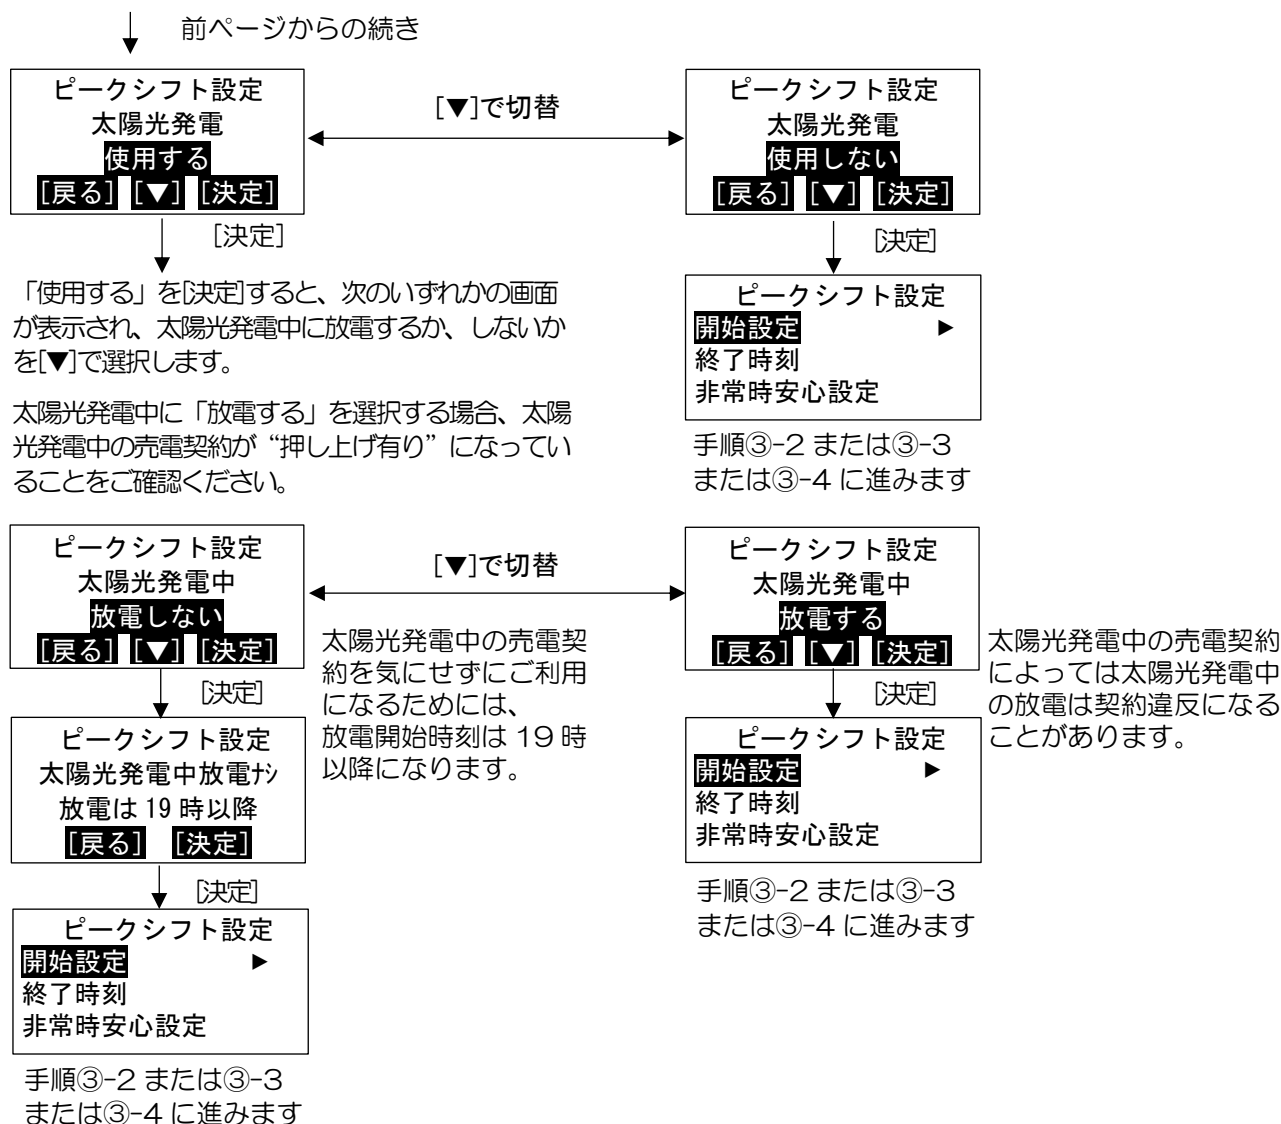 前ページからの続き
ピークシフト設定
太陽光発電
使用する
[戻る] [▼] [決定]
[▼]で切替
ピークシフト設定
太陽光発電
使用しない
[戻る] [▼] [決定]
[決定]
「使用する」を[決定]すると、次のいずれかの画面
が表示され、太陽光発電中に放電するか、しないか
を[▼]で選択します。
太陽光発電中に「放電する」を選択する場合、太陽
光発電中の売電契約が“押し上げ有り”になってい
ることをご確認ください。
[決定]
ピークシフト設定
開始設定 ►
終了時刻
非常時安心設定
手順③-2 または③-3
または③-4 に進みます
ピークシフト設定
太陽光発電中
放電しない
[戻る] [▼] [決定]
[▼]で切替
太陽光発電中の売電契
約を気にせずにご利用
になるためには、
放電開始時刻は 19 時
以降になります。
ピークシフト設定
太陽光発電中
放電する
[戻る] [▼] [決定]
太陽光発電中の売電契約
によっては太陽光発電中
の放電は契約違反になる
ことがあります。
[決定]
ピークシフト設定
太陽光発電中放電ﾅｼ
放電は 19 時以降
[戻る] [決定]
[決定]
ピークシフト設定
開始設定 ►
終了時刻
非常時安心設定
手順③-2 または③-3
または③-4 に進みます
[決定]
ピークシフト設定
開始設定 ►
終了時刻
非常時安心設定
手順③-2 または③-3
または③-4 に進みます